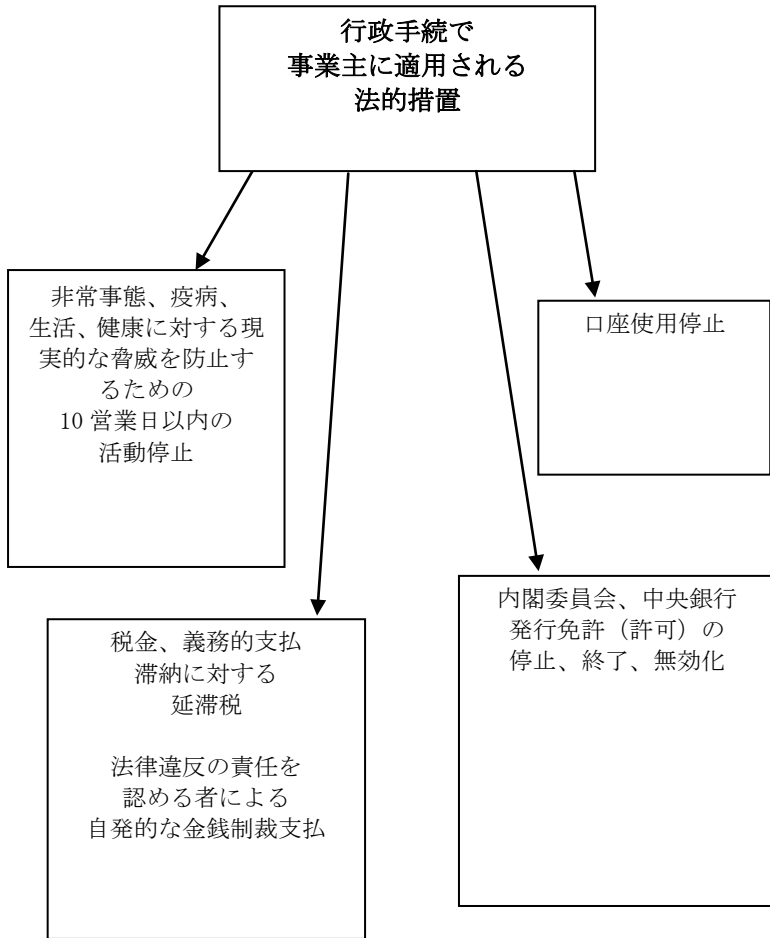 行政手続で
事業主に適用される
法的措置
非常事態、疫病、
生活、健康に対する現
実的な脅威を防止す
るための
10 営業日以内の
活動停止
口座使用停止
税金、義務的支払
滞納に対する
延滞税
法律違反の責任を
認める者による
自発的な金銭制裁支払
内閣委員会、中央銀行
発行免許（許可）の
停止、終了、無効化